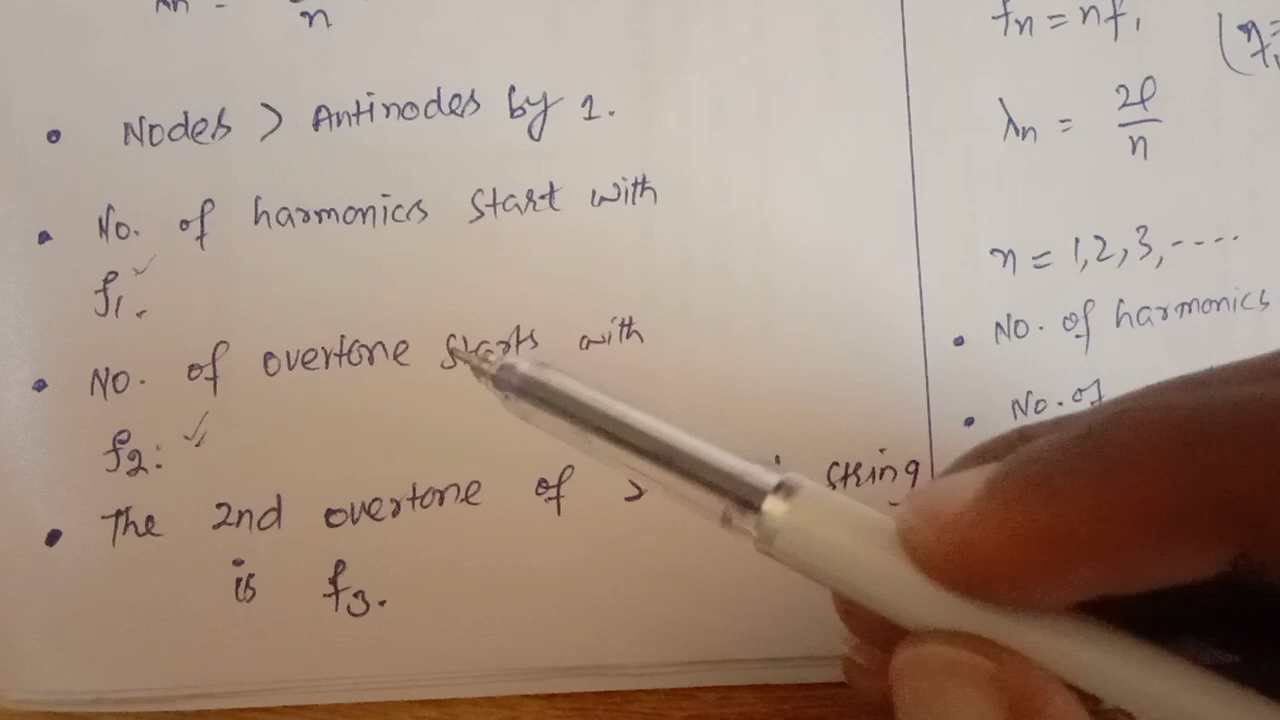 n
• Nodes > Antinodes by 1.
• No. of harmonics start with
f1.
• No. of overtone starts with
f2:
• The 2nd overtone of string
is f3.
fn = nf1
λn = 2l/n
n = 1,2,3,----
• No. of harmonics
• No. of